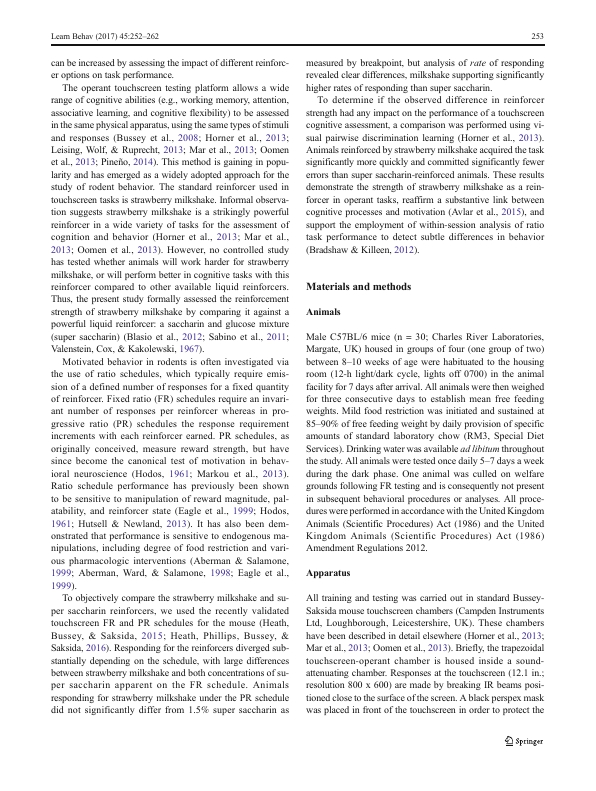 Learn Behav (2017) 45:252–262
253
can be increased by assessing the impact of different reinforc-
er options on task performance.
The operant touchscreen testing platform allows a wide
range of cognitive abilities (e.g., working memory, attention,
associative learning, and cognitive flexibility) to be assessed
in the same physical apparatus, using the same types of stimuli
and responses (Bussey et al., 2008; Horner et al., 2013;
Leising, Wolf, & Ruprecht, 2013; Mar et al., 2013; Oomen
et al., 2013; Pineño, 2014). This method is gaining in popu-
larity and has emerged as a widely adopted approach for the
study of rodent behavior. The standard reinforcer used in
touchscreen tasks is strawberry milkshake. Informal observa-
tion suggests strawberry milkshake is a strikingly powerful
reinforcer in a wide variety of tasks for the assessment of
cognition and behavior (Horner et al., 2013; Mar et al.,
2013; Oomen et al., 2013). However, no controlled study
has tested whether animals will work harder for strawberry
milkshake, or will perform better in cognitive tasks with this
reinforcer compared to other available liquid reinforcers.
Thus, the present study formally assessed the reinforcement
strength of strawberry milkshake by comparing it against a
powerful liquid reinforcer: a saccharin and glucose mixture
(super saccharin) (Blasio et al., 2012; Sabino et al., 2011;
Valenstein, Cox, & Kakolewski, 1967).
Motivated behavior in rodents is often investigated via
the use of ratio schedules, which typically require emis-
sion of a defined number of responses for a fixed quantity
of reinforcer. Fixed ratio (FR) schedules require an invari-
ant number of responses per reinforcer whereas in pro-
gressive ratio (PR) schedules the response requirement
increments with each reinforcer earned. PR schedules, as
originally conceived, measure reward strength, but have
since become the canonical test of motivation in behav-
ioral neuroscience (Hodos, 1961; Markou et al., 2013).
Ratio schedule performance has previously been shown
to be sensitive to manipulation of reward magnitude, pal-
atability, and reinforcer state (Eagle et al., 1999; Hodos,
1961; Hutsell & Newland, 2013). It has also been dem-
onstrated that performance is sensitive to endogenous ma-
nipulations, including degree of food restriction and vari-
ous pharmacologic interventions (Aberman & Salamone,
1999; Aberman, Ward, & Salamone, 1998; Eagle et al.,
1999).
To objectively compare the strawberry milkshake and su-
per saccharin reinforcers, we used the recently validated
touchscreen FR and PR schedules for the mouse (Heath,
Bussey, & Saksida, 2015; Heath, Phillips, Bussey, &
Saksida, 2016). Responding for the reinforcers diverged sub-
stantially depending on the schedule, with large differences
between strawberry milkshake and both concentrations of su-
per saccharin apparent on the FR schedule. Animals
responding for strawberry milkshake under the PR schedule
did not significantly differ from 1.5% super saccharin as
measured by breakpoint, but analysis of rate of responding
revealed clear differences, milkshake supporting significantly
higher rates of responding than super saccharin.
To determine if the observed difference in reinforcer
strength had any impact on the performance of a touchscreen
cognitive assessment, a comparison was performed using vi-
sual pairwise discrimination learning (Horner et al., 2013).
Animals reinforced by strawberry milkshake acquired the task
significantly more quickly and committed significantly fewer
errors than super saccharin-reinforced animals. These results
demonstrate the strength of strawberry milkshake as a rein-
forcer in operant tasks, reaffirm a substantive link between
cognitive processes and motivation (Avlar et al., 2015), and
support the employment of within-session analysis of ratio
task performance to detect subtle differences in behavior
(Bradshaw & Killeen, 2012).
Materials and methods
Animals
Male C57BL/6 mice (n = 30; Charles River Laboratories,
Margate, UK) housed in groups of four (one group of two)
between 8–10 weeks of age were habituated to the housing
room (12-h light/dark cycle, lights off 0700) in the animal
facility for 7 days after arrival. All animals were then weighed
for three consecutive days to establish mean free feeding
weights. Mild food restriction was initiated and sustained at
85–90% of free feeding weight by daily provision of specific
amounts of standard laboratory chow (RM3, Special Diet
Services). Drinking water was available ad libitum throughout
the study. All animals were tested once daily 5–7 days a week
during the dark phase. One animal was culled on welfare
grounds following FR testing and is consequently not present
in subsequent behavioral procedures or analyses. All proce-
dures were performed in accordance with the United Kingdom
Animals (Scientific Procedures) Act (1986) and the United
Kingdom Animals (Scientific Procedures) Act (1986)
Amendment Regulations 2012.
Apparatus
All training and testing was carried out in standard Bussey-
Saksida mouse touchscreen chambers (Campden Instruments
Ltd, Loughborough, Leicestershire, UK). These chambers
have been described in detail elsewhere (Horner et al., 2013;
Mar et al., 2013; Oomen et al., 2013). Briefly, the trapezoidal
touchscreen-operant chamber is housed inside a sound-
attenuating chamber. Responses at the touchscreen (12.1 in.;
resolution 800 x 600) are made by breaking IR beams posi-
tioned close to the surface of the screen. A black perspex mask
was placed in front of the touchscreen in order to protect the
Springer